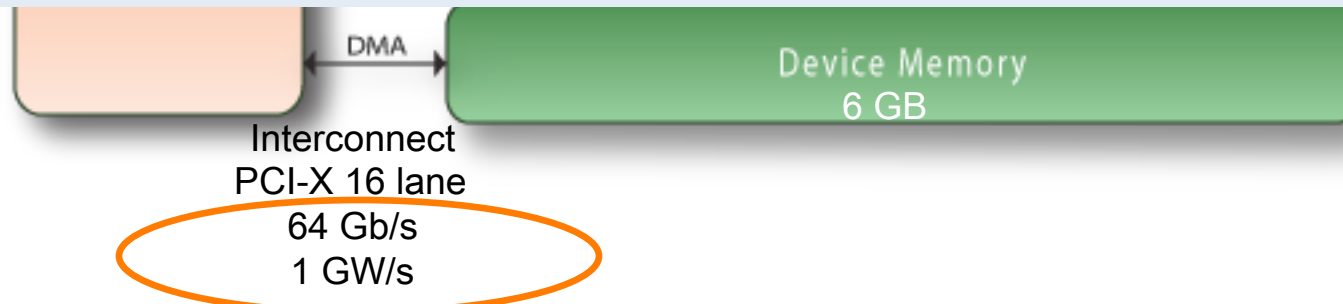 DMA
Device Memory
6 GB
Interconnect
PCI-X 16 lane
64 Gb/s
1 GW/s